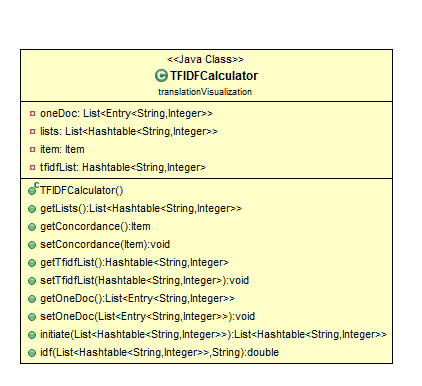 <<Java Class>>
TFIDFCalculator
translationVisualization
oneDoc: List<Entry<String,Integer>>
lists: List<Hashtable<String,Integer>>
item: Item
tfidfList: Hashtable<String,Integer>
TFIDFCalculator()
getLists():List<Hashtable<String,Integer>>
getConcordance():Item
setConcordance(Item):void
getTfidfList():Hashtable<String,Integer>
setTfidfList(Hashtable<String,Integer>):void
getOneDoc():List<Entry<String,Integer>>
setOneDoc(List<Entry<String,Integer>>):void
initiate(List<Hashtable<String,Integer>>):List<Hashtable<String,Integer>>
idf(List<Hashtable<String,Integer>>,String):double